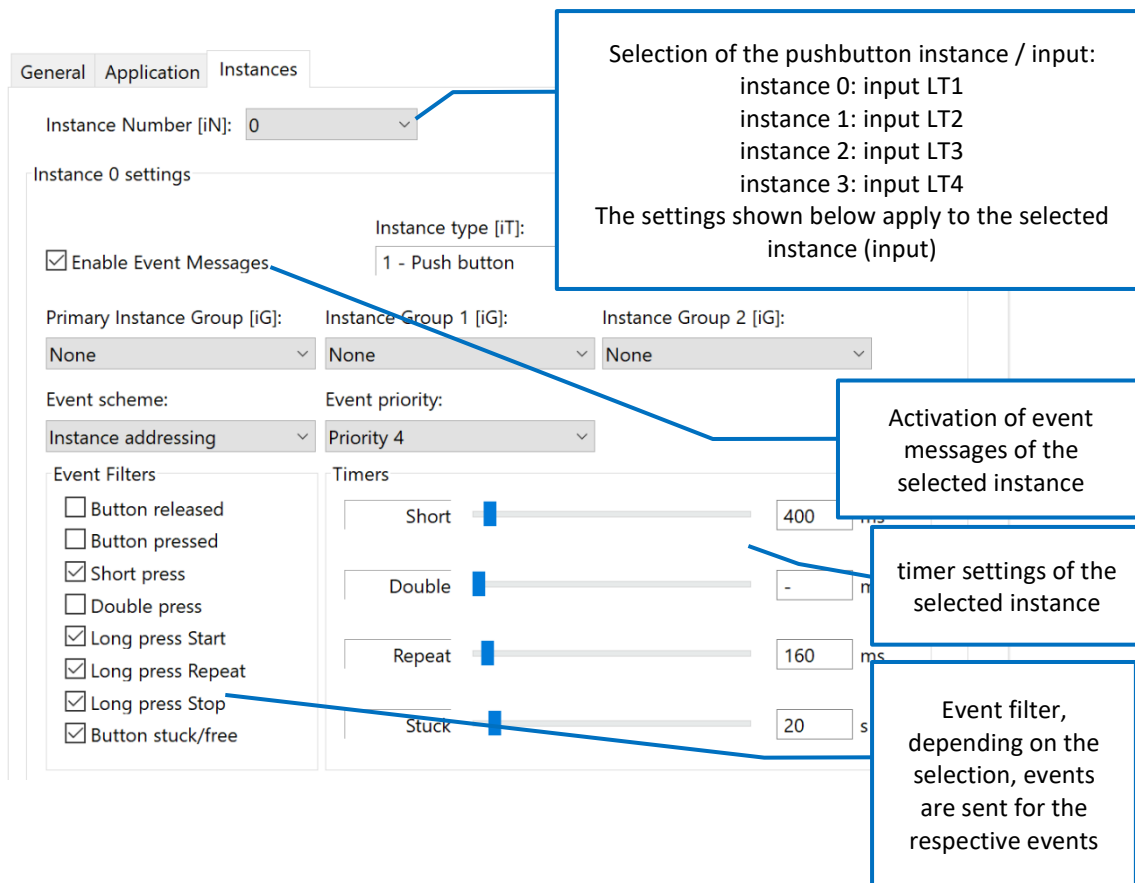 General Application Instances
Instance Number [iN]: 0
Selection of the pushbutton instance / input:
instance 0: input LT1
instance 1: input LT2
instance 2: input LT3
instance 3: input LT4
The settings shown below apply to the selected
instance (input)
Instance 0 settings
Instance type [iT]:
Enable Event Messages 1 - Push button
Primary Instance Group [iG]: Instance Group 1 [iG]: Instance Group 2 [iG]:
None None None
Event scheme: Event priority:
Instance addressing Priority 4
Activation of event
messages of the
selected instance
Event Filters
Button released
Button pressed
Short press
Double press
Long press Start
Long press Repeat
Long press Stop
Button stuck/free
Timers
Short 400 ms
Double -
Repeat 160 ms
Stuck 20 s
timer settings of the
selected instance
Event filter,
depending on the
selection, events
are sent for the
respective events